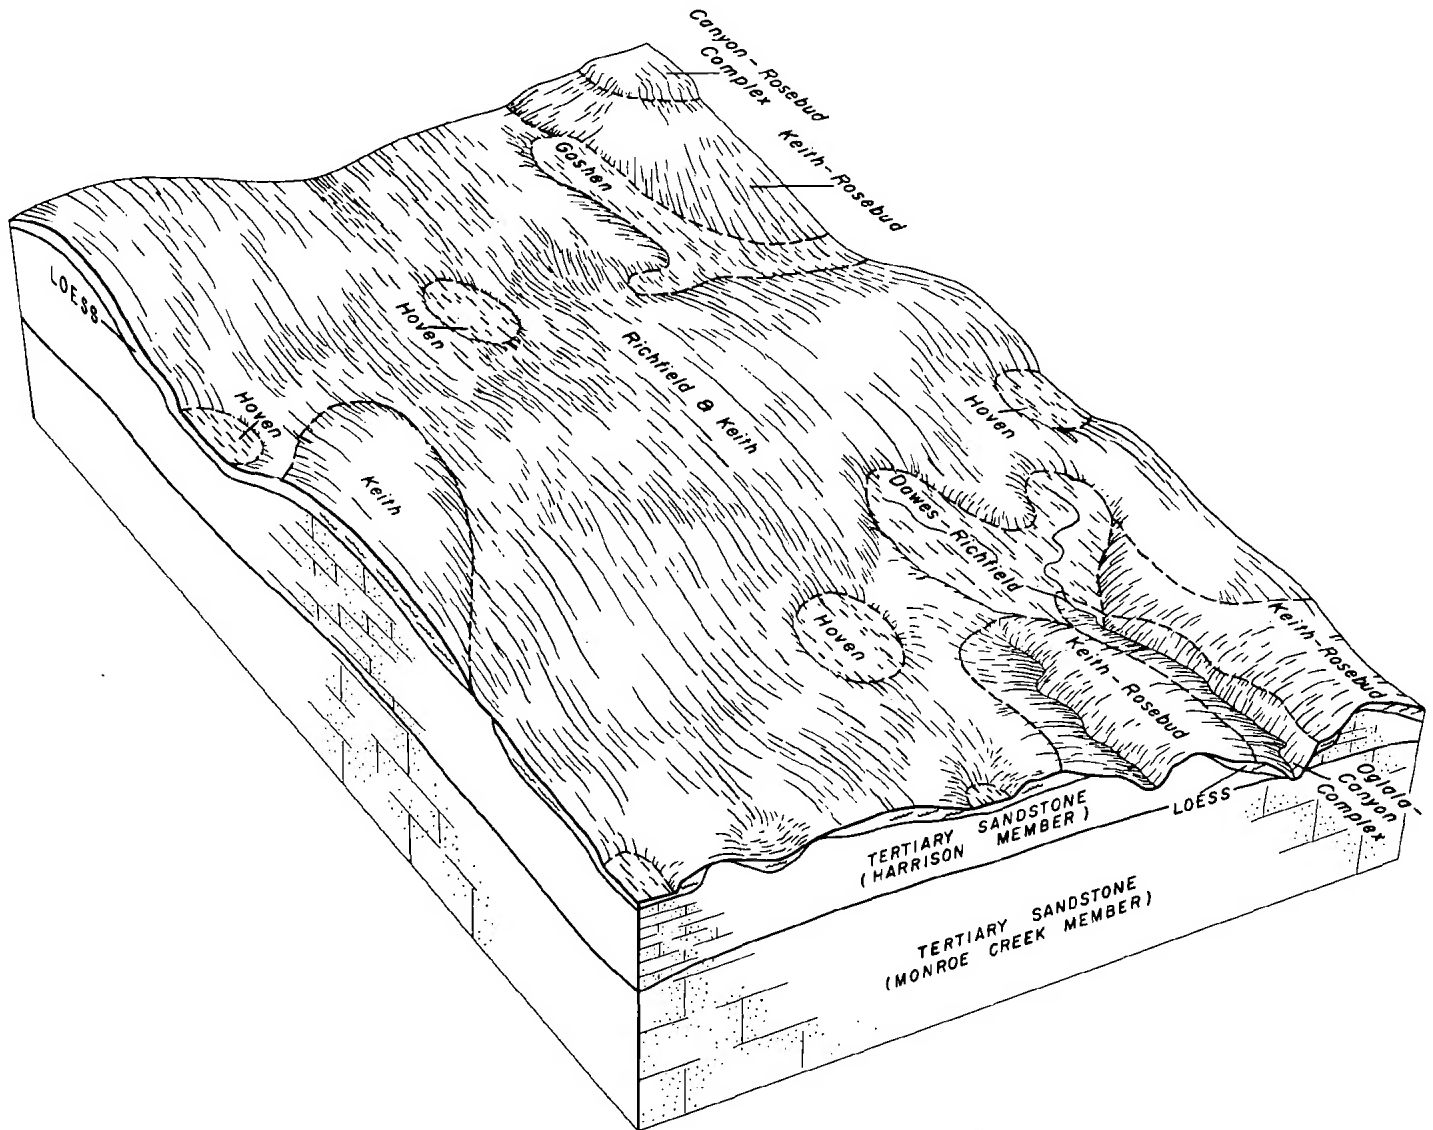 Canyon-Rosebud
Complex
Keith-Rosebud
Goshen
LOESS
Hoven
Richfield & Keith
Hoven
Hoven
Keith
Dawes-Richfield
Hoven
Keith-Rosebud
Keith-Rosebud
Oglala-
Canyon
Complex
LOESS
TERTIARY SANDSTONE
(HARRISON MEMBER)
TERTIARY SANDSTONE
(MONROE CREEK MEMBER)